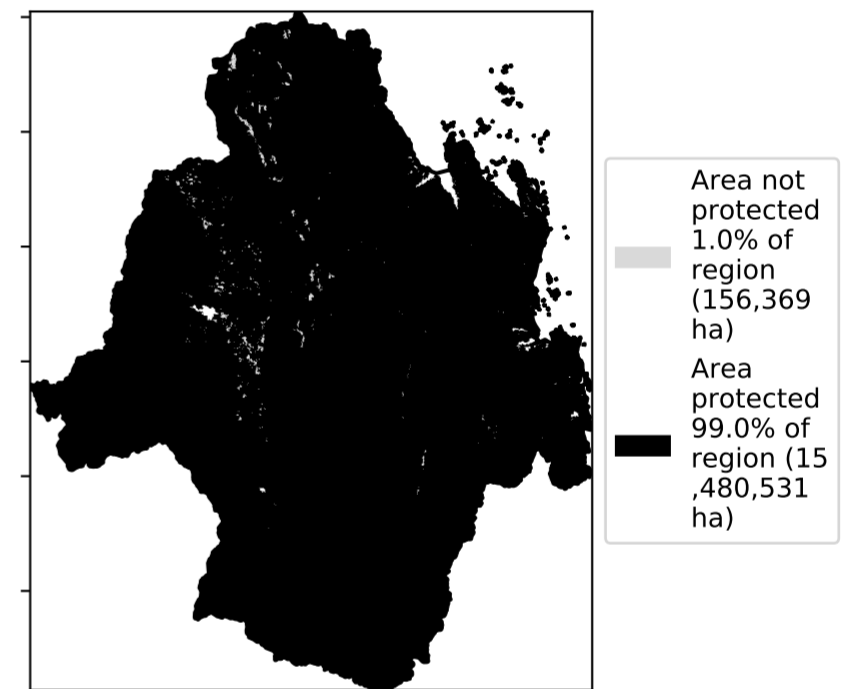 Area not
protected
1.0% of
region
(156,369
ha)
Area
protected
99.0% of
region (15
,480,531
ha)